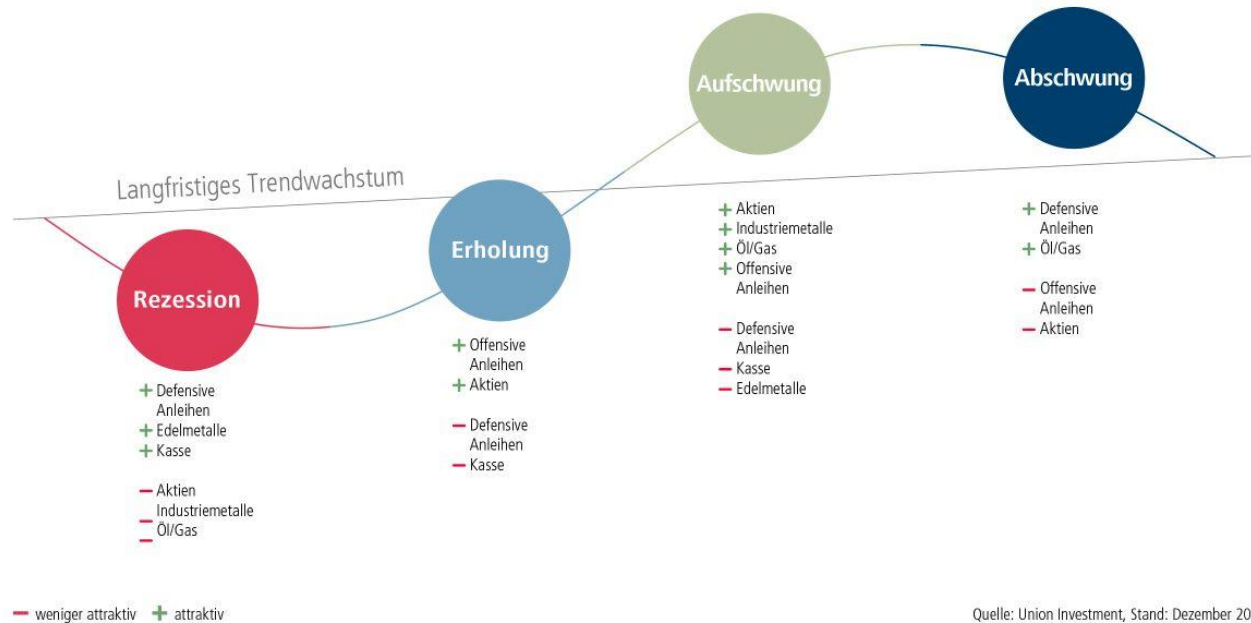 Aufschwung
Abschwung
Langfristiges Trendwachstum
Erholung
Rezession
+ Aktien
+ Industriemetalle
+ Öl/Gas
+ Offensive
Anleihen
− Defensive
Anleihen
− Kasse
− Edelmetalle
+ Defensive
Anleihen
+ Öl/Gas
− Offensive
Anleihen
− Aktien
+ Offensive
Anleihen
+ Aktien
− Defensive
Anleihen
− Kasse
+ Defensive
Anleihen
+ Edelmetalle
+ Kasse
− Aktien
− Industriemetalle
− Öl/Gas
− weniger attraktiv + attraktiv
Quelle: Union Investment, Stand: Dezember 20